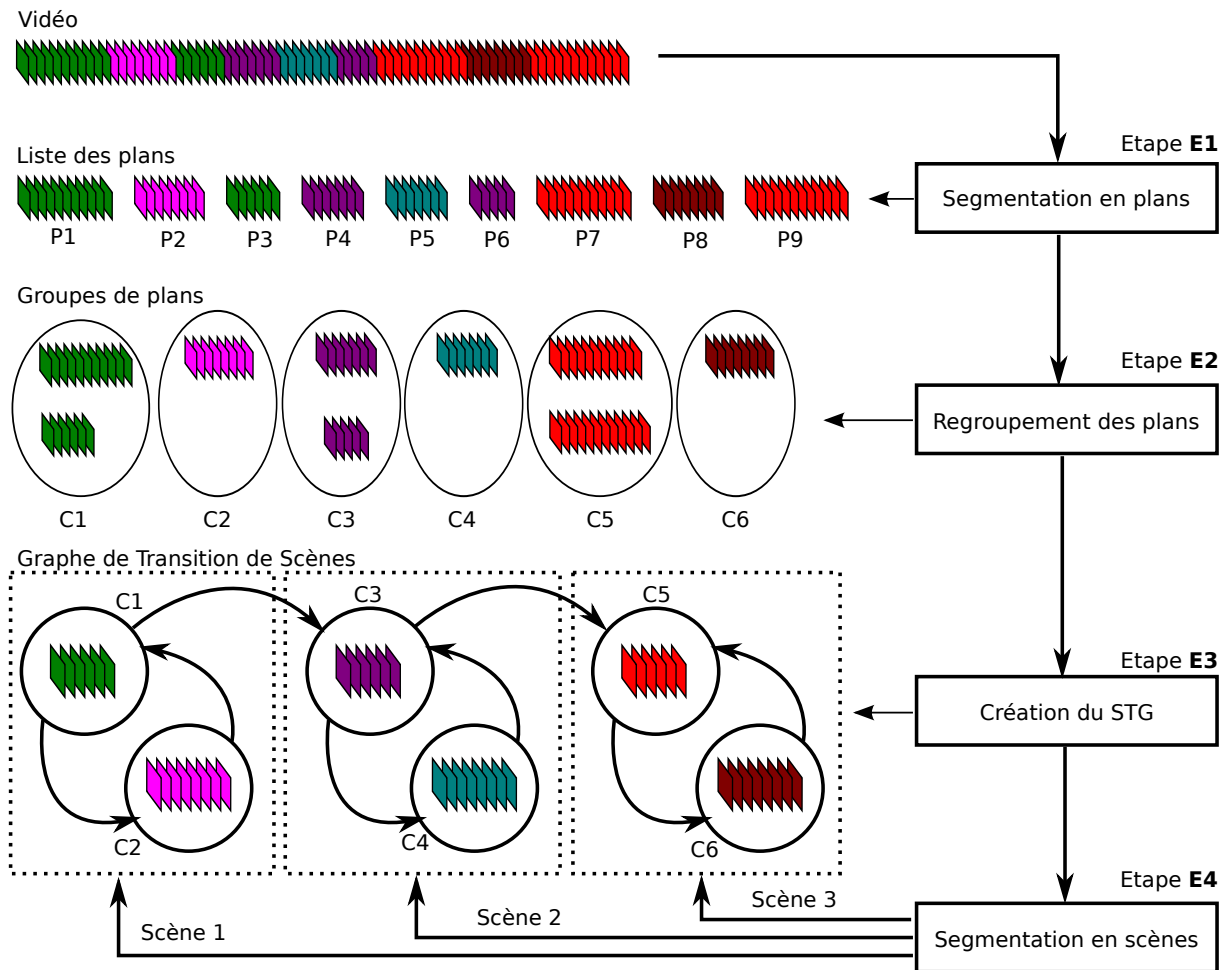 Vidéo
Etape E1
Liste des plans
Segmentation en plans
P1 P2 P3 P4 P5 P6 P7 P8 P9
Groupes de plans
Etape E2
Regroupement des plans
C1 C2 C3 C4 C5 C6
Graphe de Transition de Scènes
C1 C3 C5
Etape E3
Création du STG
C2 C4 C6
Etape E4
Scène 1 Scène 2 Scène 3
Segmentation en scènes